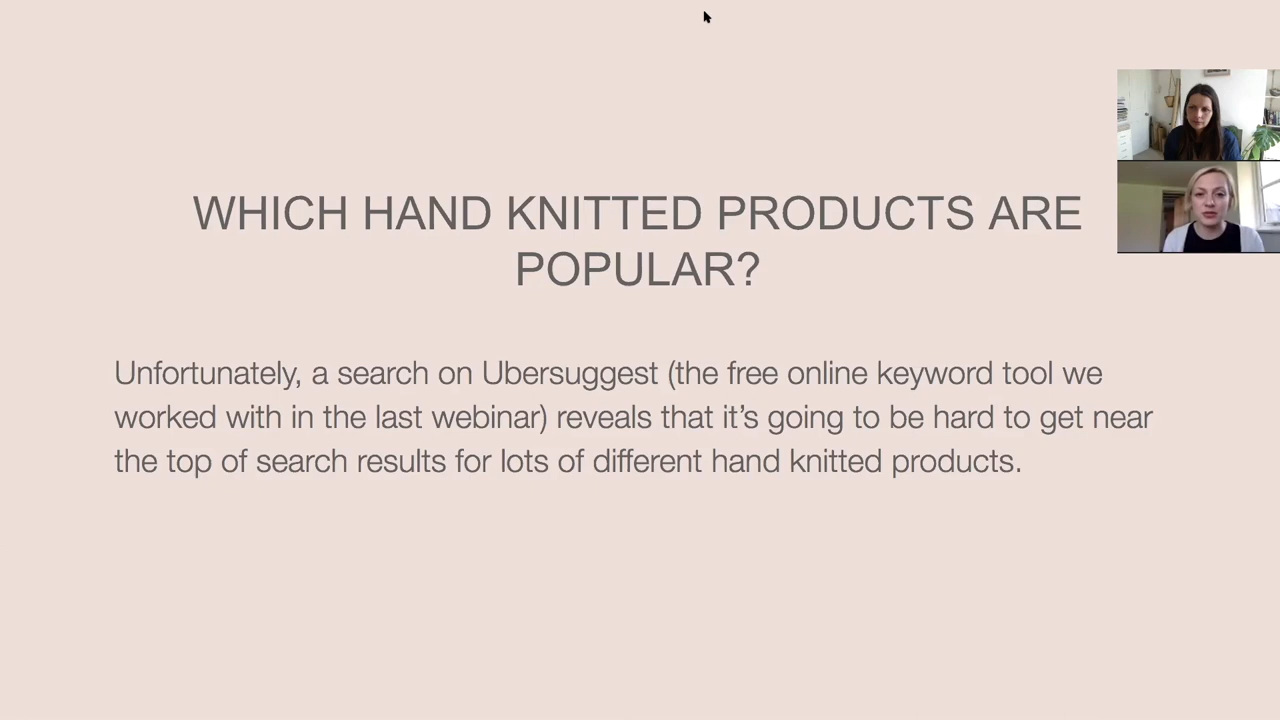 WHICH HAND KNITTED PRODUCTS ARE
POPULAR?
Unfortunately, a search on Ubersuggest (the free online keyword tool we
worked with in the last webinar) reveals that it’s going to be hard to get near
the top of search results for lots of different hand knitted products.